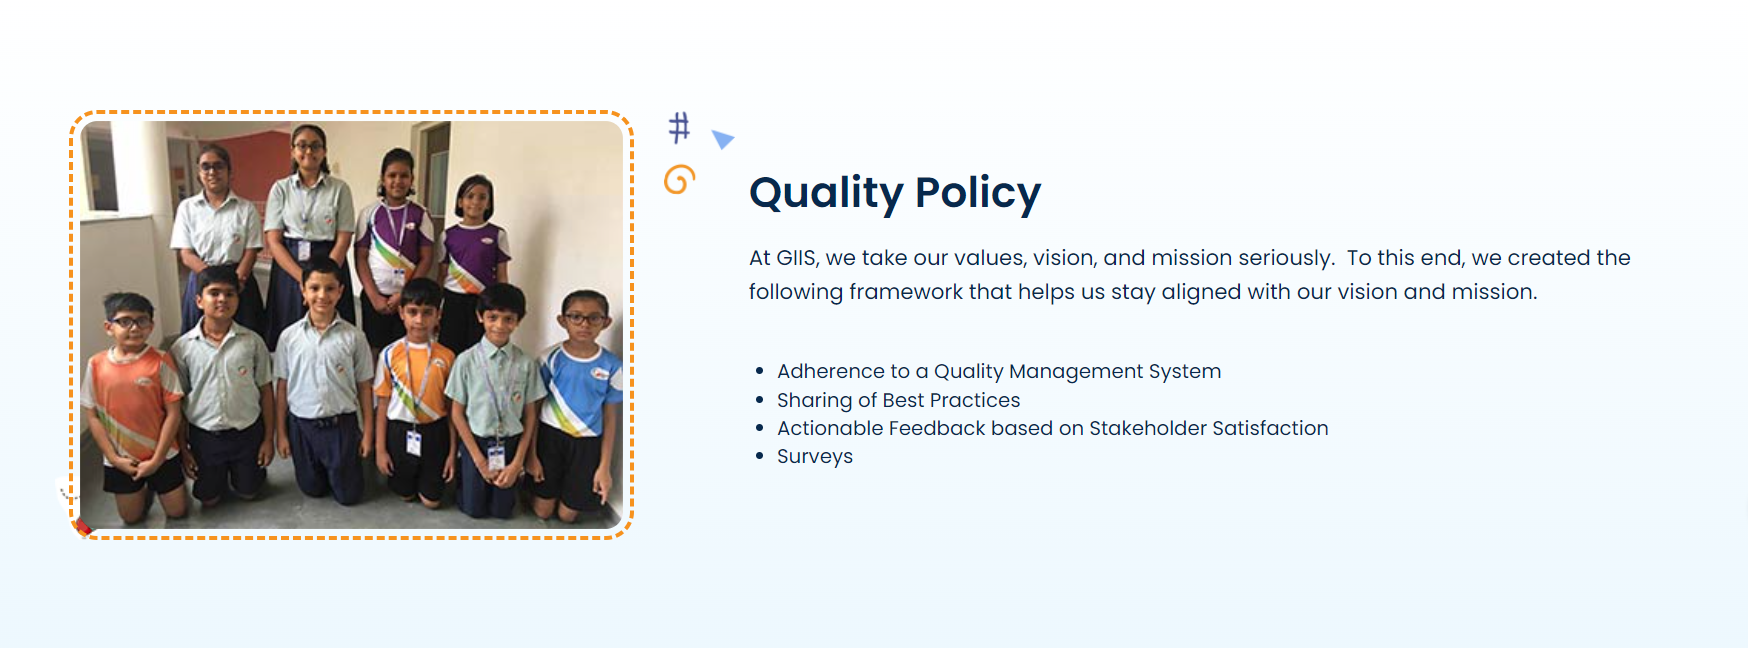 Quality Policy
At GIIS, we take our values, vision, and mission seriously.  To this end, we created the
following framework that helps us stay aligned with our vision and mission.
Adherence to a Quality Management System
Sharing of Best Practices
Actionable Feedback based on Stakeholder Satisfaction
Surveys